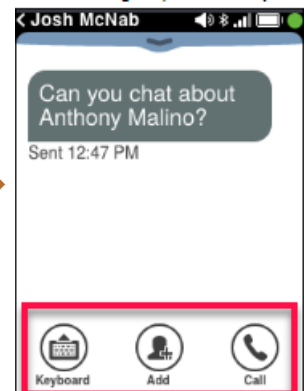 < Josh McNab
Can you chat about
Anthony Malino?
Sent 12:47 PM
Keyboard Add Call